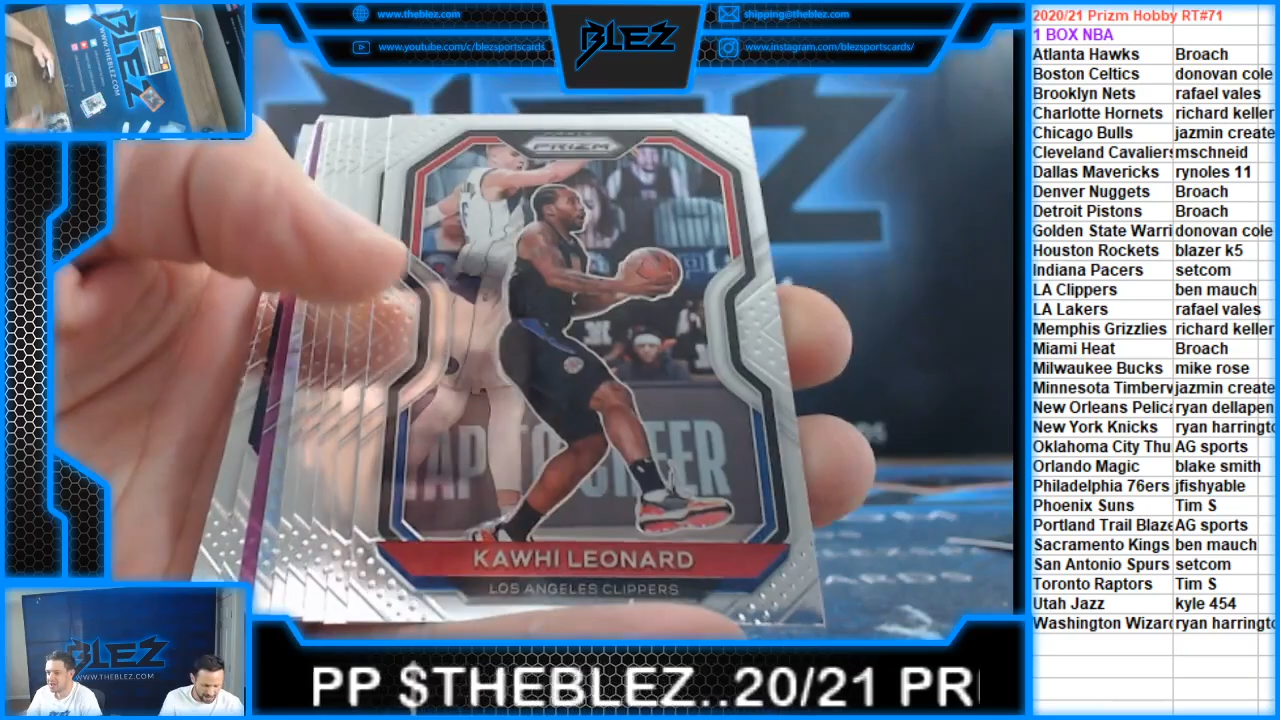 www.theblez.com
shipping@theblez.com
www.youtube.com/c/blezsportscards
www.instagram.com/blezsportscards/
BLEZ
BLEZ
WWW.THEBLEZ.COM
PRIZM
KAWHI LEONARD
LOS ANGELES CLIPPERS
BLEZ
WWW.THEBLEZ.COM
PP $THEBLEZ..20/21 PR
2020/21 Prizm Hobby RT#71
1 BOX NBA
Atlanta Hawks Broach
Boston Celtics donovan cole
Brooklyn Nets rafael vales
Charlotte Hornets richard keller
Chicago Bulls jazmin create
Cleveland Cavaliers mschneid
Dallas Mavericks rynoles 11
Denver Nuggets Broach
Detroit Pistons Broach
Golden State Warri donovan cole
Houston Rockets blazer k5
Indiana Pacers setcom
LA Clippers ben mauch
LA Lakers rafael vales
Memphis Grizzlies richard keller
Miami Heat Broach
Milwaukee Bucks mike rose
Minnesota Timberv jazmin create
New Orleans Pelica ryan dellapen
New York Knicks ryan harringto
Oklahoma City Thu AG sports
Orlando Magic blake smith
Philadelphia 76ers jfishyable
Phoenix Suns Tim S
Portland Trail Blaze AG sports
Sacramento Kings ben mauch
San Antonio Spurs setcom
Toronto Raptors Tim S
Utah Jazz kyle 454
Washington Wizard ryan harringto